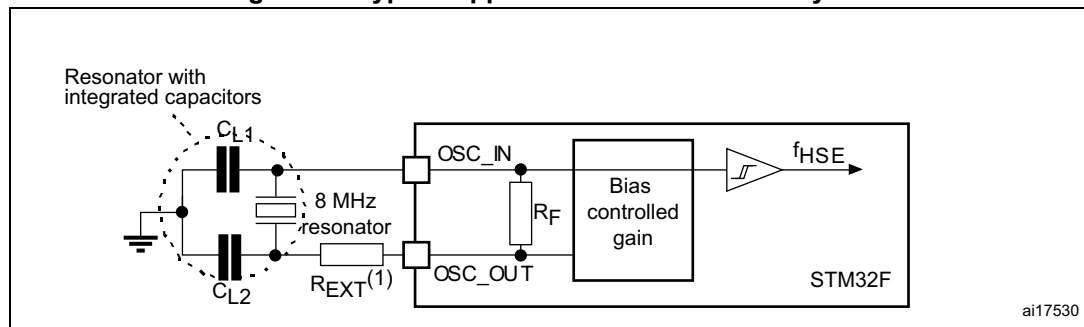 Resonator with
integrated capacitors
CL1
OSC_IN
fHSE
8 MHz
resonator
RF
Bias
controlled
gain
REXT(1)
OSC_OUT
STM32F
CL2
ai17530